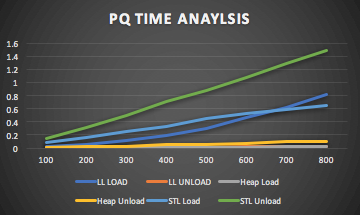 PQ TIME ANAYLSIS
1.6
1.4
1.2
1
0.8
0.6
0.4
0.2
0
100 200 300 400 500 600 700 800
LL LOAD LL UNLOAD Heap Load
Heap Unload STL Load STL Unload